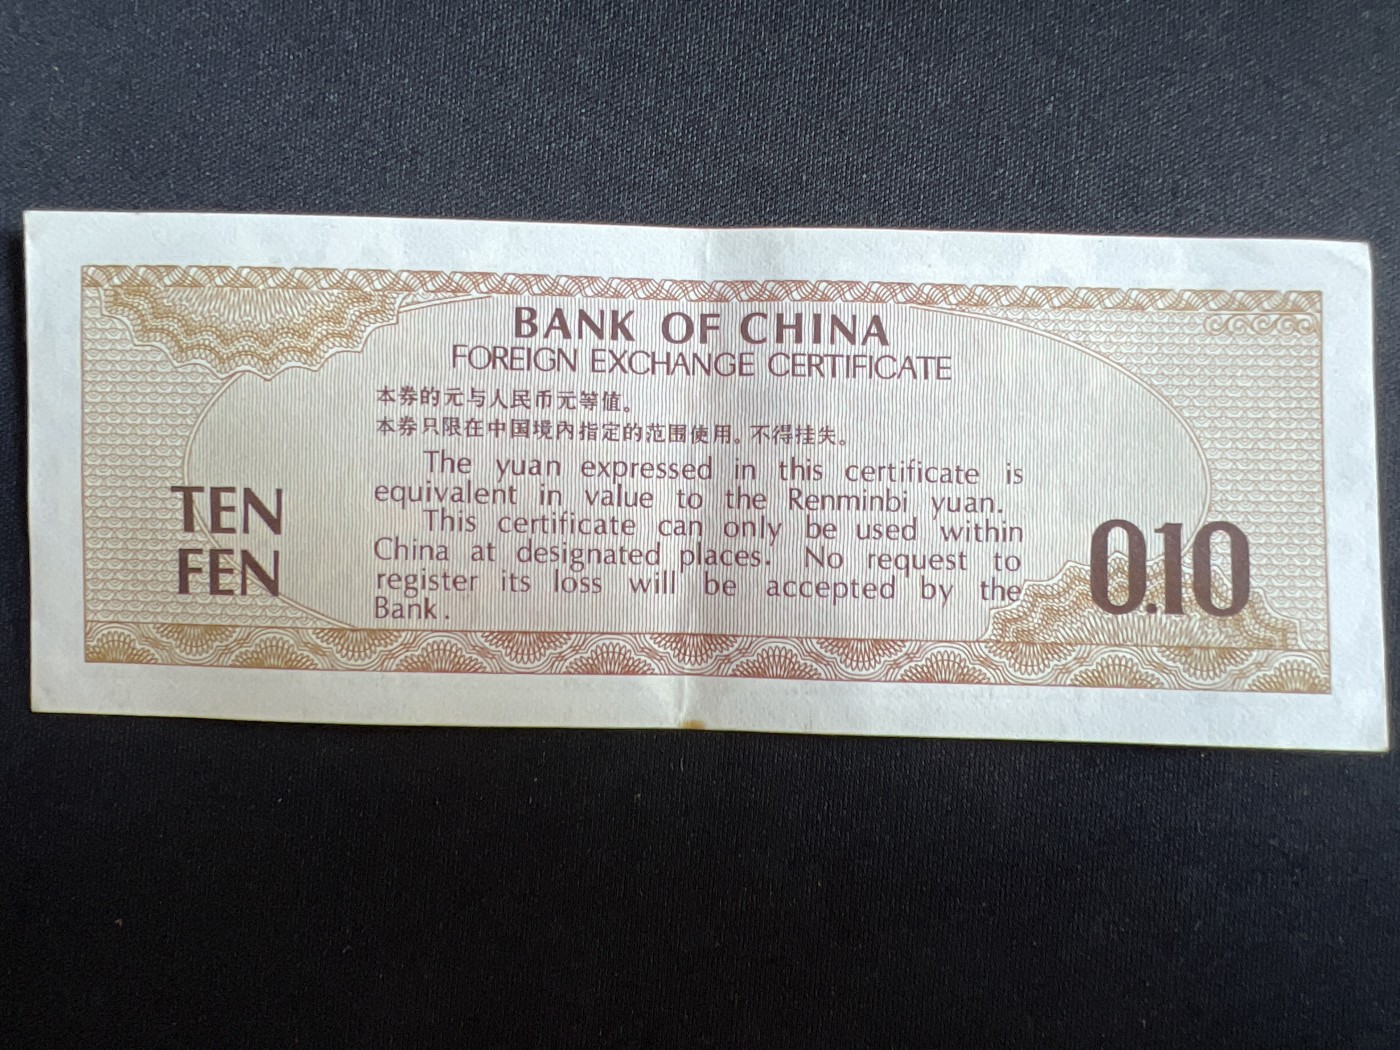 BANK OF CHINA
FOREIGN EXCHANGE CERTIFICATE
本券的元与人民币元等值。
本券只限在中国境内指定的范围使用。不得挂失。
The yuan expressed in this certificate is
equivalent in value to the Renminbi yuan.
This certificate can only be used within
China at designated places. No request to
register its loss will be accepted by the
Bank.
TEN
FEN
0.10